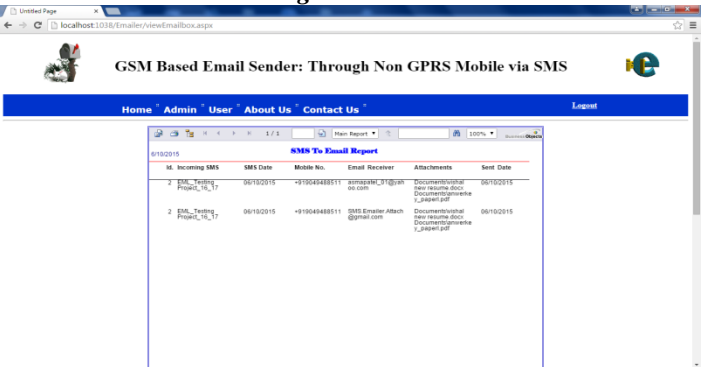 Untitled Page
localhost:1038/Emailer/viewEmailbox.aspx
GSM Based Email Sender: Through Non GPRS Mobile via SMS
Home " Admin " User " About Us " Contact Us "
Logout
1 / 1 Main Report 100%
6/10/2015
SMS To Email Report
Id. Incoming SMS SMS Date Mobile No. Email Receiver Attachments Sent Date
2 EML_Testing 06/10/2015 +919049488511 asmapatel_01@yah Documents\vishal 06/10/2015
Project_16_17 oo.com new resume.docx
Documents\anwerke
y_paperI.pdf
2 EML_Testing 06/10/2015 +919049488511 SMS.Emailer.Attach Documents\vishal 06/10/2015
Project_16_17 @gmail.com new resume.docx
Documents\anwerke
y_paperI.pdf